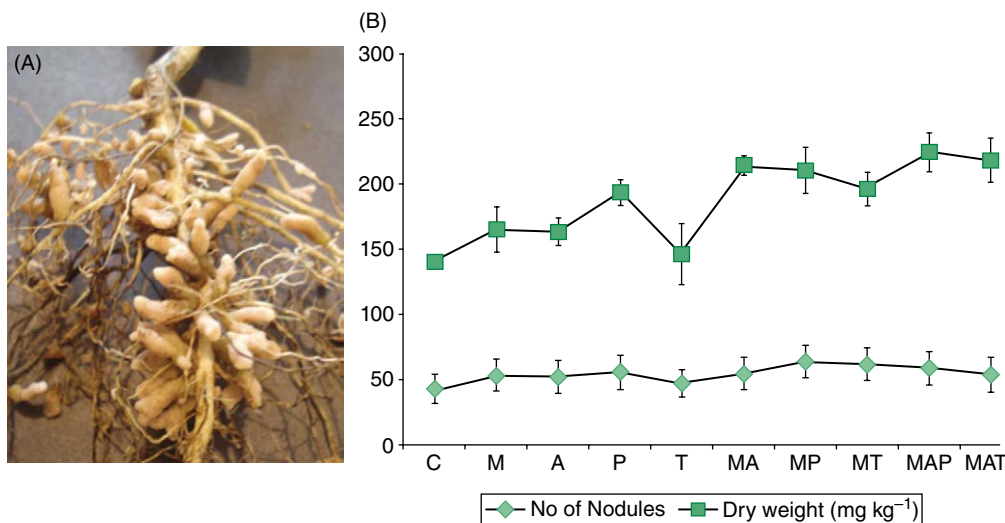 (A)
(B)
300
250
200
150
100
50
0
C M A P T MA MP MT MAP MAT
No of Nodules Dry weight (mg kg⁻¹)